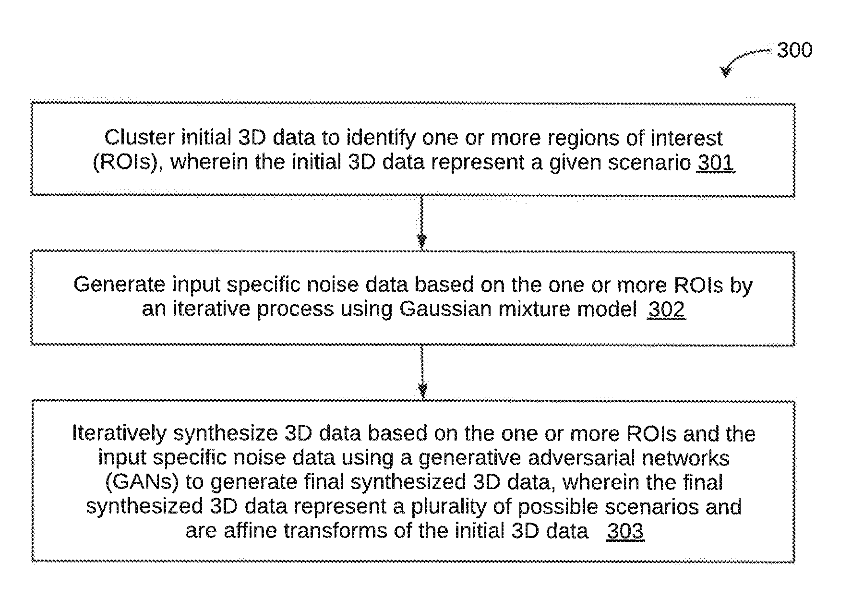 300
Cluster initial 3D data to identify one or more regions of interest
(ROIs), wherein the initial 3D data represent a given scenario 301
Generate input specific noise data based on the one or more ROIs by
an iterative process using Gaussian mixture model 302
Iteratively synthesize 3D data based on the one or more ROIs and the
input specific noise data using a generative adversarial networks
(GANs) to generate final synthesized 3D data, wherein the final
synthesized 3D data represent a plurality of possible scenarios and
are affine transforms of the initial 3D data 303